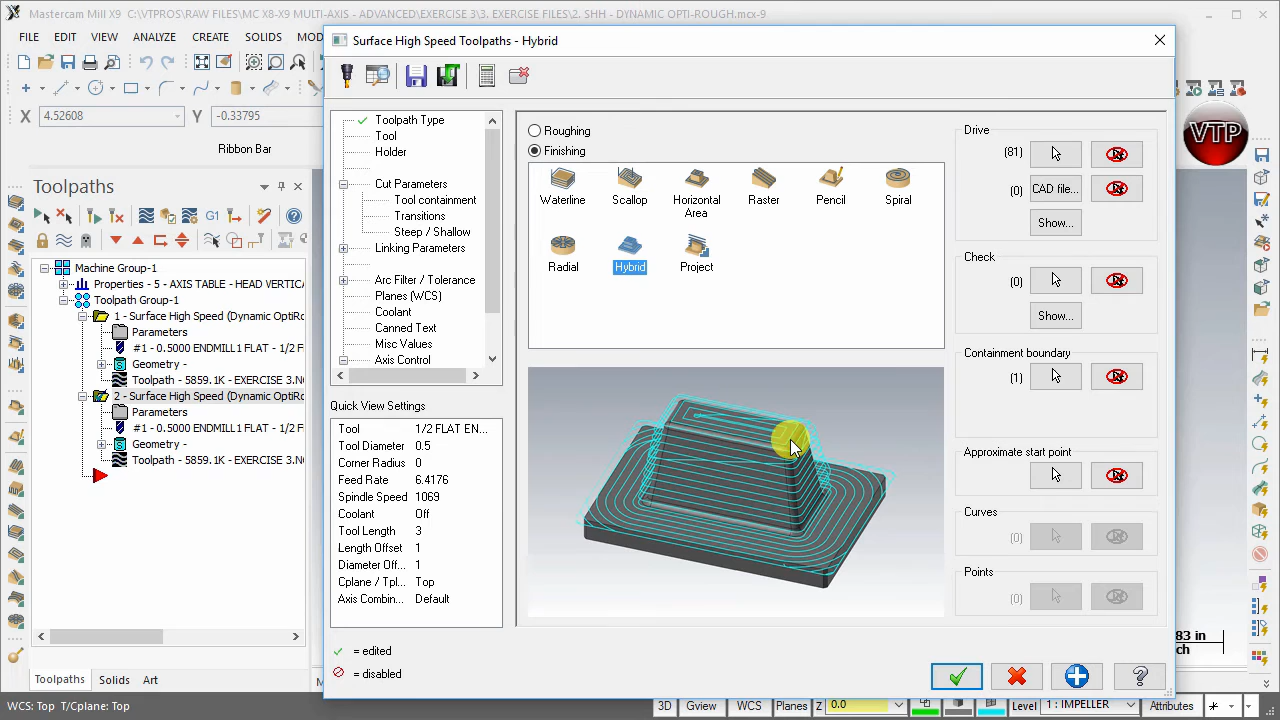 Mastercam Mill X9 C:\VTPROS\RAW FILES\MC X8-X9 MULTI-AXIS - ADVANCED\EXERCISE 3\3. EXERCISE FILES\2. SHH - DYNAMIC OPTI-ROUGH.mcx-9
FILE EDIT VIEW ANALYZE CREATE SOLIDS MOD
Surface High Speed Toolpaths - Hybrid
X 4.52608 Y -0.33795
Ribbon Bar
VTP
Toolpaths
G1
Machine Group-1
Properties - 5 - AXIS TABLE - HEAD VERTICA
Toolpath Group-1
1 - Surface High Speed (Dynamic OptiRo
Parameters
#1 - 0.5000 ENDMILL1 FLAT - 1/2 F
Geometry -
Toolpath - 5859.1K - EXERCISE 3.NC
2 - Surface High Speed (Dynamic OptiRo
Parameters
#1 - 0.5000 ENDMILL1 FLAT - 1/2 F
Geometry -
Toolpath - 5859.1K - EXERCISE 3.NC
Toolpaths Solids Art
Toolpath Type
Tool
Holder
Cut Parameters
Tool containment
Transitions
Steep / Shallow
Linking Parameters
Arc Filter / Tolerance
Planes (WCS)
Coolant
Canned Text
Misc Values
Axis Control
Quick View Settings
Tool 1/2 FLAT EN...
Tool Diameter 0.5
Corner Radius 0
Feed Rate 6.4176
Spindle Speed 1069
Coolant Off
Tool Length 3
Length Offset 1
Diameter Off... 1
Cplane / Tpl... Top
Axis Combin... Default
= edited
= disabled
Roughing
Finishing
Waterline Scallop Horizontal Area Raster Pencil Spiral
Radial Hybrid Project
Drive
(81)
(0) CAD file...
Show...
Check
(0)
Show...
Containment boundary
(1)
Approximate start point
Curves
(0)
Points
(0)
83 in
ch
WCS: Top T/Cplane: Top
3D Gview WCS Planes Z 0.0 Level 1 : IMPELLER Attributes